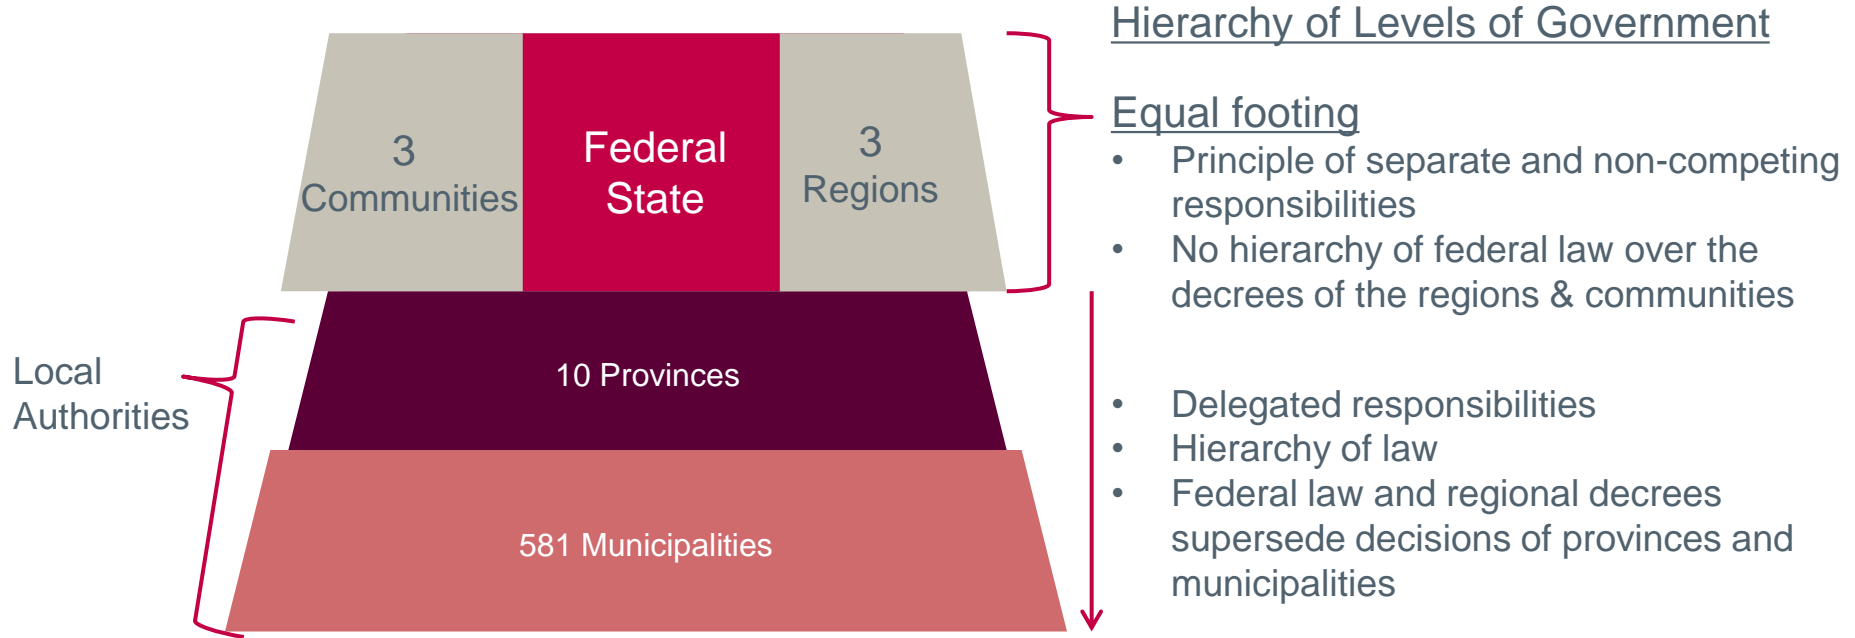 Hierarchy of Levels of Government
3
Communities
Federal
State
3
Regions
Equal footing
• Principle of separate and non-competing
responsibilities
• No hierarchy of federal law over the
decrees of the regions & communities
Local
Authorities
10 Provinces
581 Municipalities
• Delegated responsibilities
• Hierarchy of law
• Federal law and regional decrees
supersede decisions of provinces and
municipalities